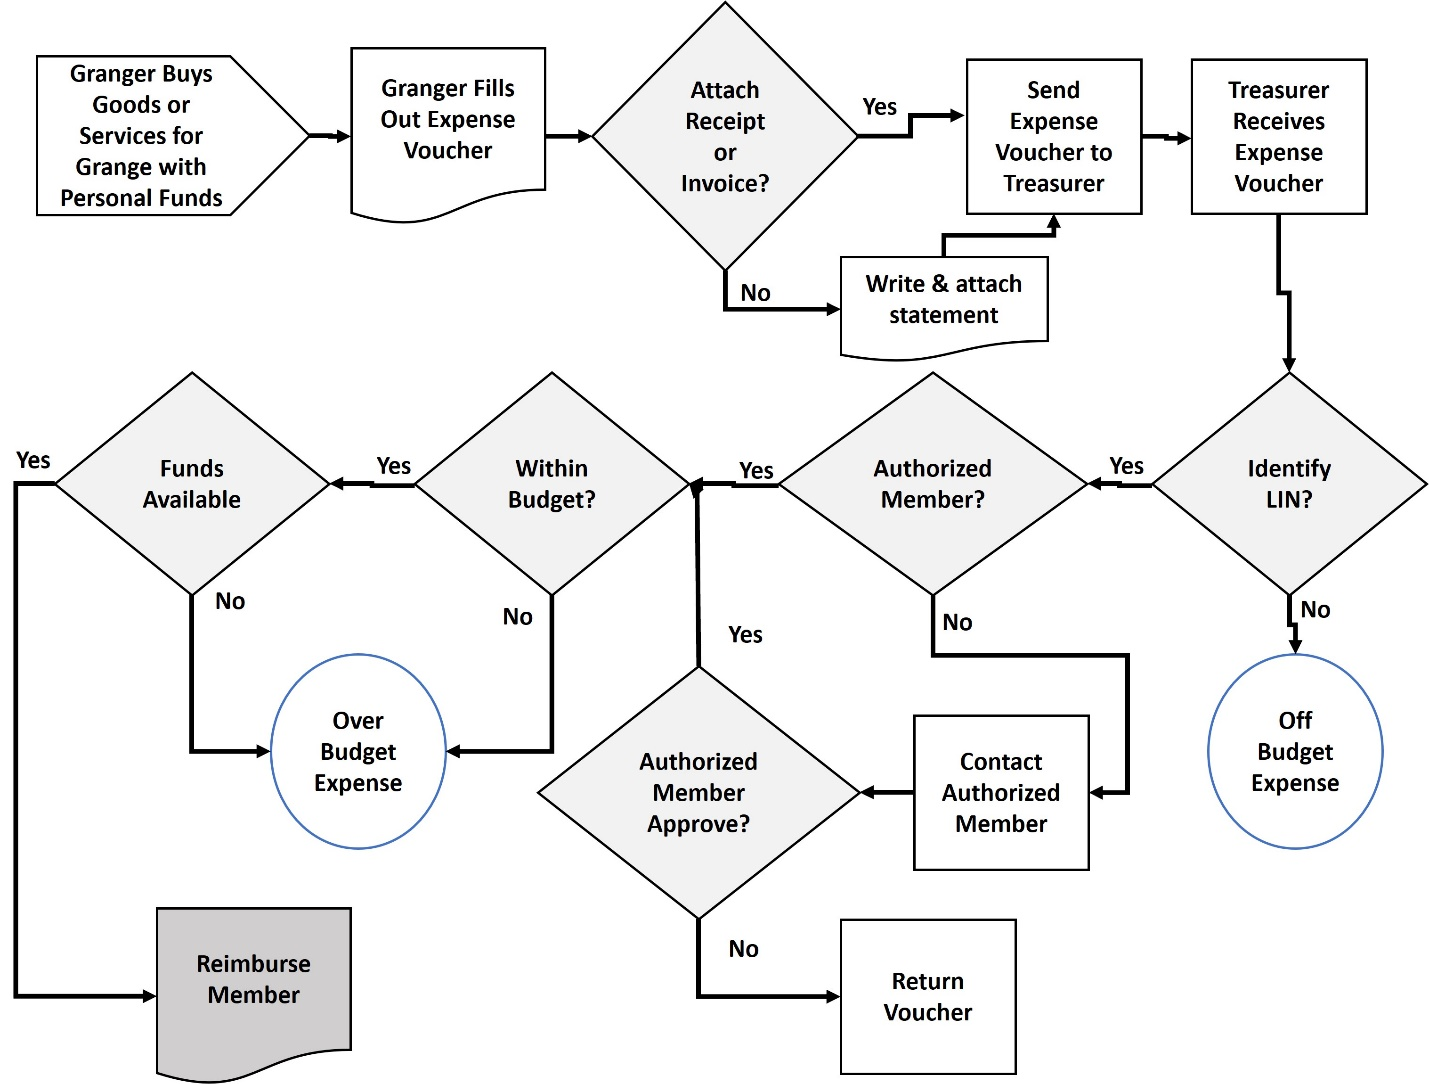 Granger Buys
Goods or
Services for
Grange with
Personal Funds
Granger Fills
Out Expense
Voucher
Attach
Receipt
or
Invoice?
Yes
Send
Expense
Voucher to
Treasurer
Treasurer
Receives
Expense
Voucher
No
Write & attach
statement
Yes
Funds
Available
Yes
Within
Budget?
Yes
Authorized
Member?
Yes
Identify
LIN?
No
No
Yes
No
No
Over
Budget
Expense
Authorized
Member
Approve?
Contact
Authorized
Member
Off
Budget
Expense
Reimburse
Member
No
Return
Voucher